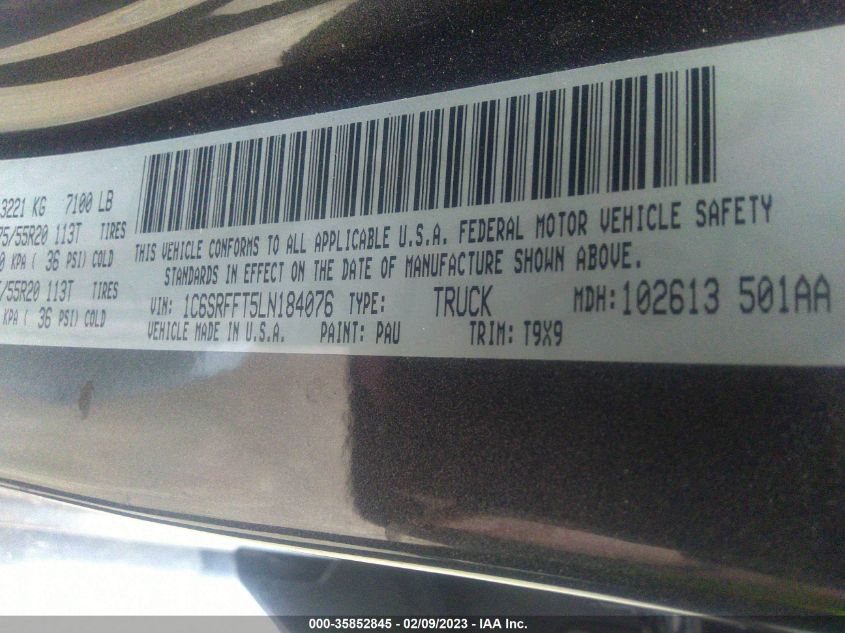 3221 KG 7100 LB
75/55R20 113T TIRES
0 KPA ( 36 PSI) COLD
/55R20 113T
KPA ( 36 PSI) COLD
THIS VEHICLE CONFORMS TO ALL APPLICABLE U.S.A. FEDERAL MOTOR VEHICLE SAFETY
STANDARDS IN EFFECT ON THE DATE OF MANUFACTURE SHOWN ABOVE.
VIN: 1C6SRFFT5LN184076 TYPE: TRUCK MDH: 102613 501AA
VEHICLE MADE IN U.S.A. PAINT: PAU TRIM: T9X9
000-35852845 - 02/09/2023 - IAA Inc.